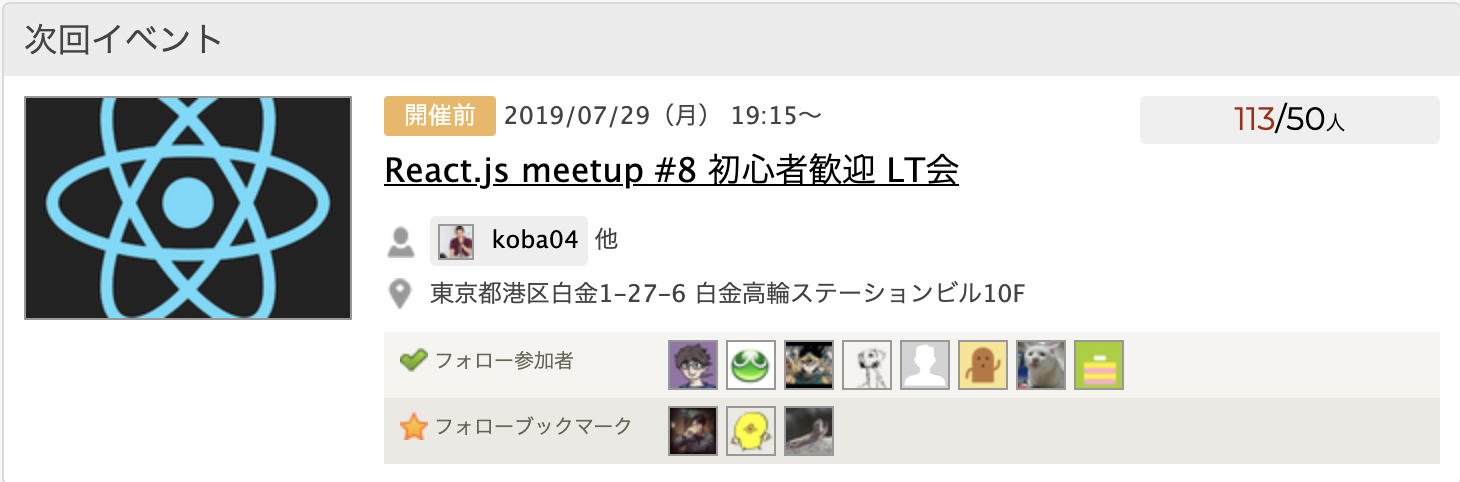 次回イベント
開催前 2019/07/29（月） 19:15〜
113/50人
React.js meetup #8 初心者歓迎 LT会
koba04 他
東京都港区白金1-27-6 白金高輪ステーションビル10F
フォロー参加者
フォローブックマーク